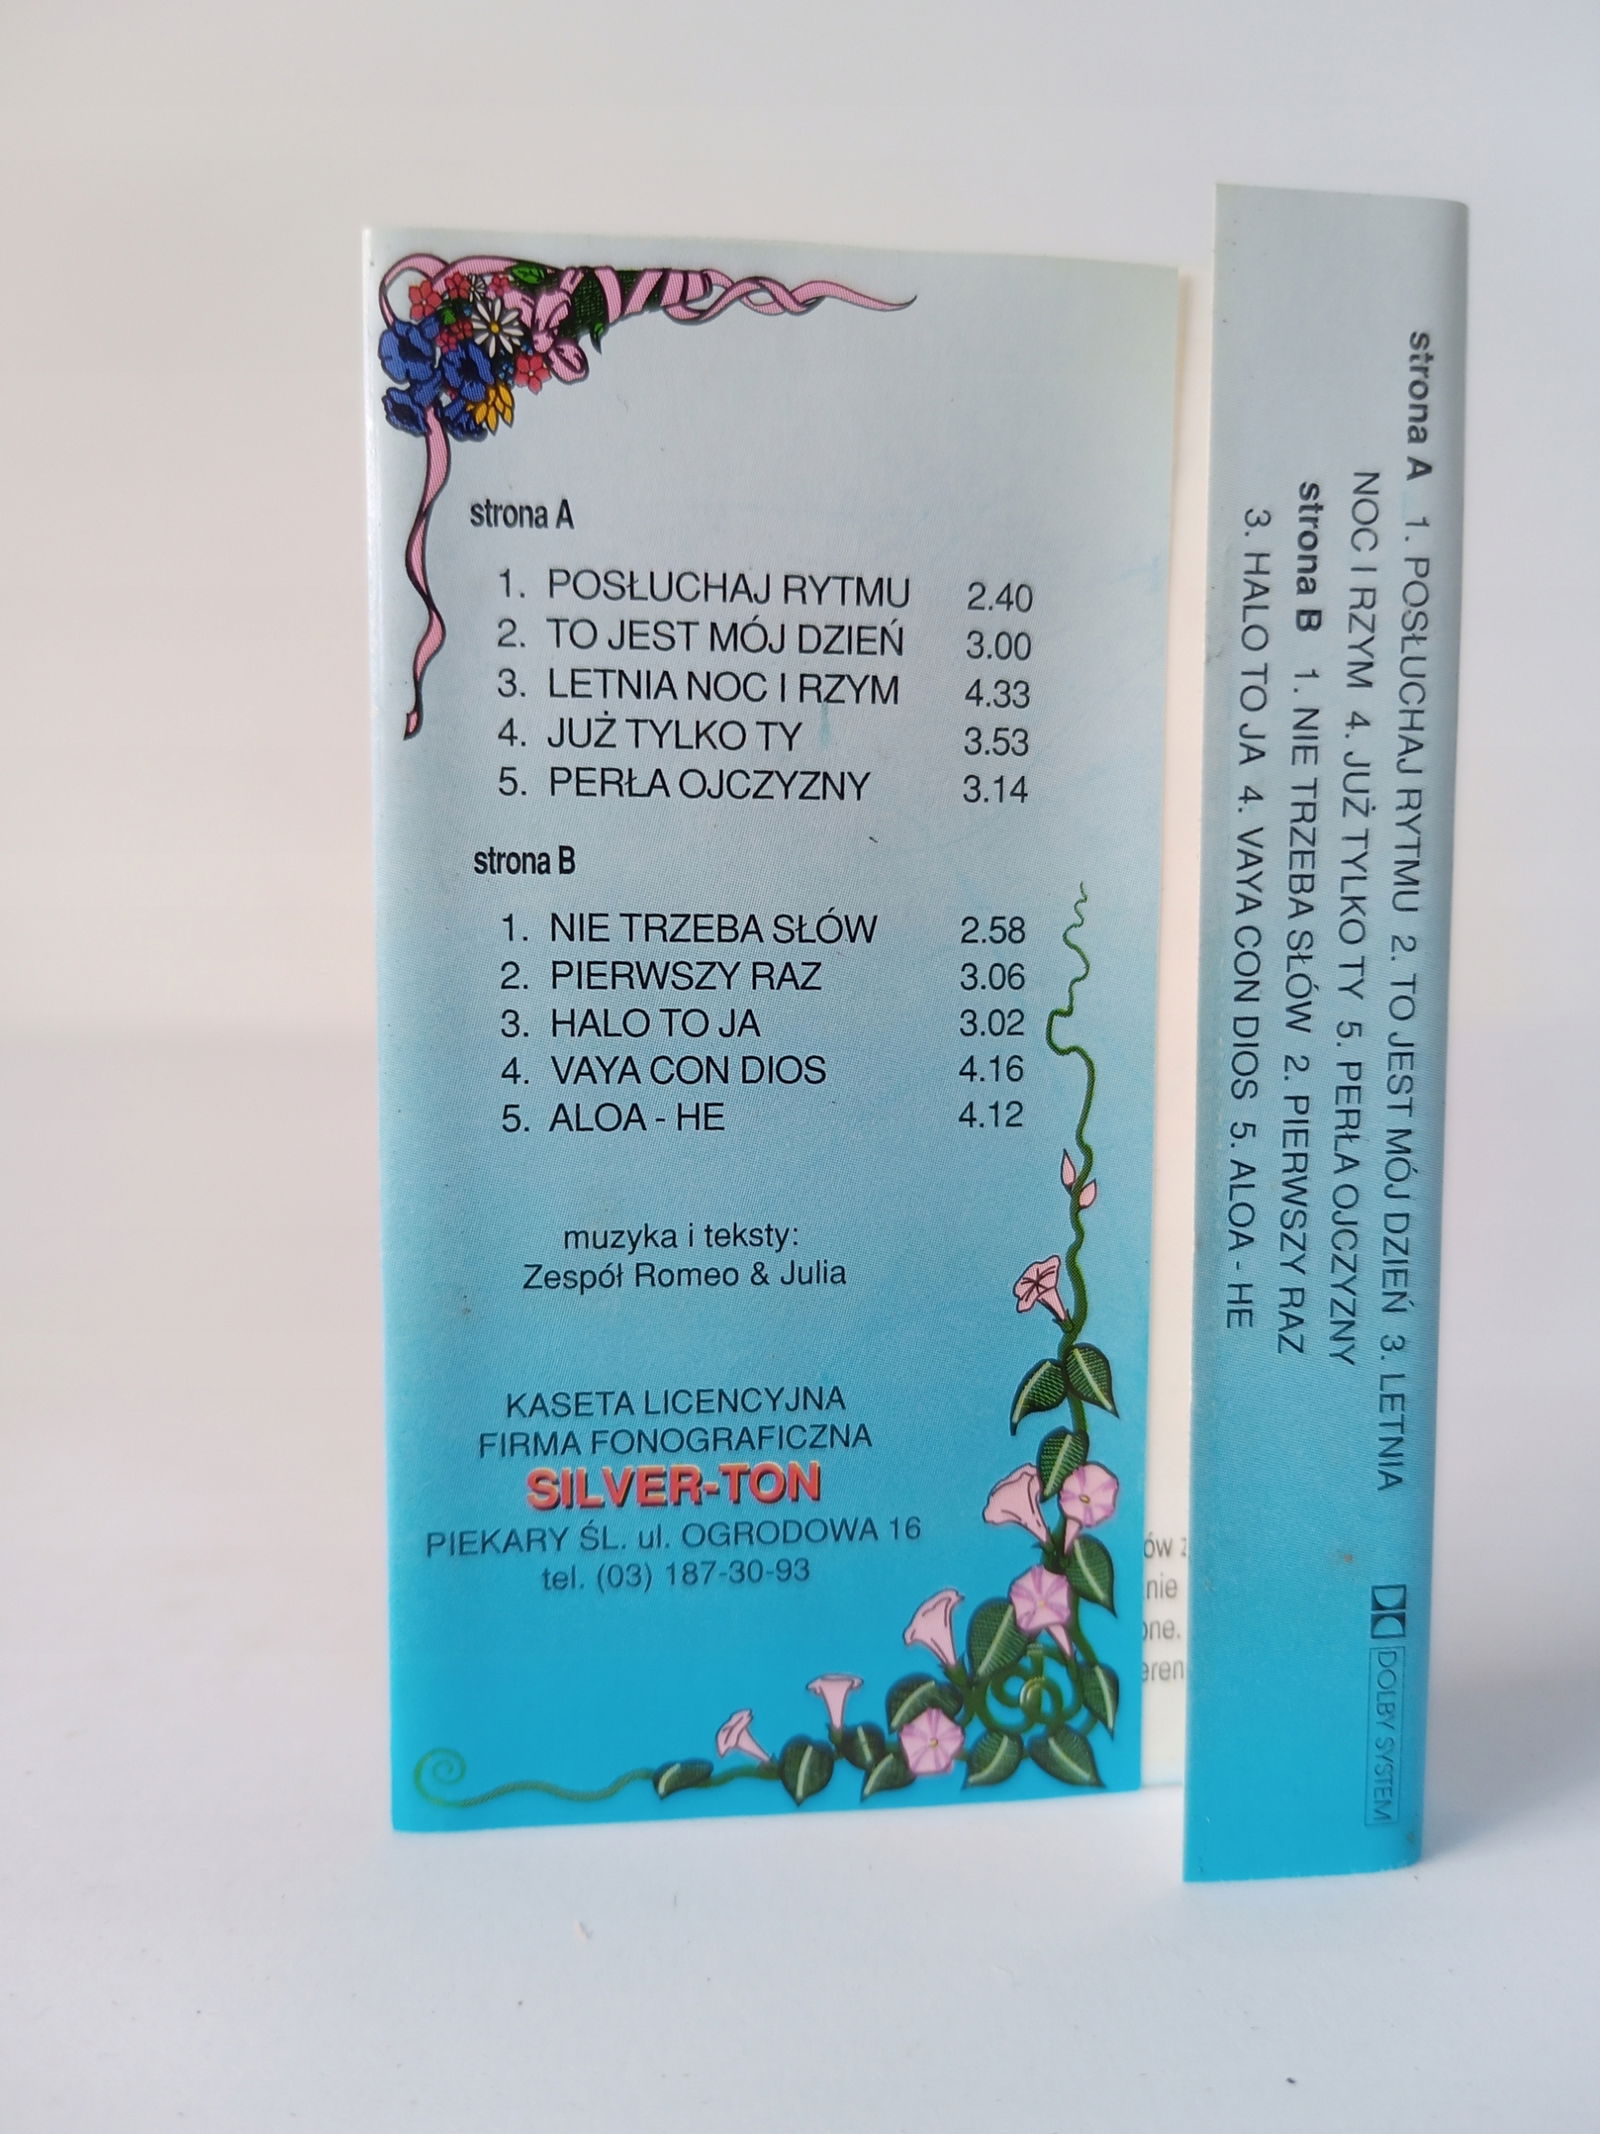 strona A
1. POSŁUCHAJ RYTMU 2.40
2. TO JEST MÓJ DZIEŃ 3.00
3. LETNIA NOC I RZYM 4.33
4. JUŻ TYLKO TY 3.53
5. PERŁA OJCZYZNY 3.14
strona B
1. NIE TRZEBA SŁÓW 2.58
2. PIERWSZY RAZ 3.06
3. HALO TO JA 3.02
4. VAYA CON DIOS 4.16
5. ALOA - HE 4.12
muzyka i teksty:
Zespół Romeo & Julia
KASETA LICENCYJNA
FIRMA FONOGRAFICZNA
SILVER-TON
PIEKARY ŚL. ul. OGRODOWA 16
tel. (03) 187-30-93
nie
strona A 1. POSŁUCHAJ RYTMU 2. TO JEST MÓJ DZIEŃ 3. LETNIA
NOC I RZYM 4. JUŻ TYLKO TY 5. PERŁA OJCZYZNY
strona B 1. NIE TRZEBA SŁÓW 2. PIERWSZY RAZ
3. HALO TO JA 4. VAYA CON DIOS 5. ALOA - HE
DOLBY SYSTEM